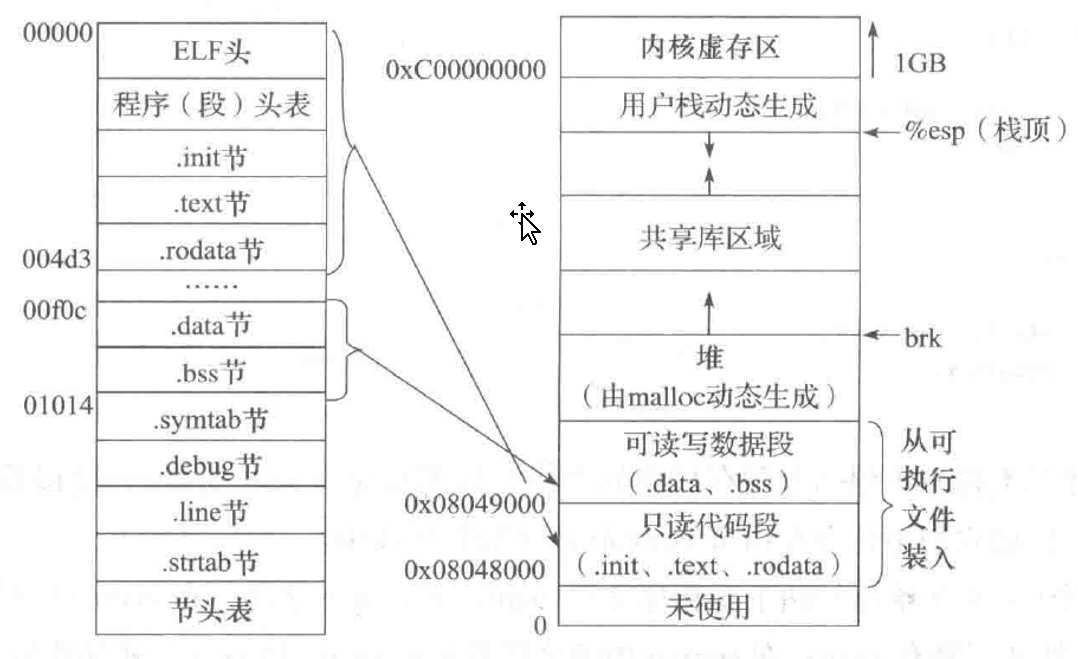 00000
ELF头
程序（段）头表
.init节
.text节
004d3
.rodata节
……
00f0c
.data节
.bss节
01014
.symtab节
.debug节
.line节
.strtab节
节头表
内核虚存区
1GB
0xC00000000
用户栈动态生成
%esp（栈顶）
共享库区域
brk
堆
（由malloc动态生成）
可读写数据段
（.data、.bss）
0x08049000
只读代码段
（.init、.text、.rodata）
0x08048000
未使用
0
从可
执行
文件
装入